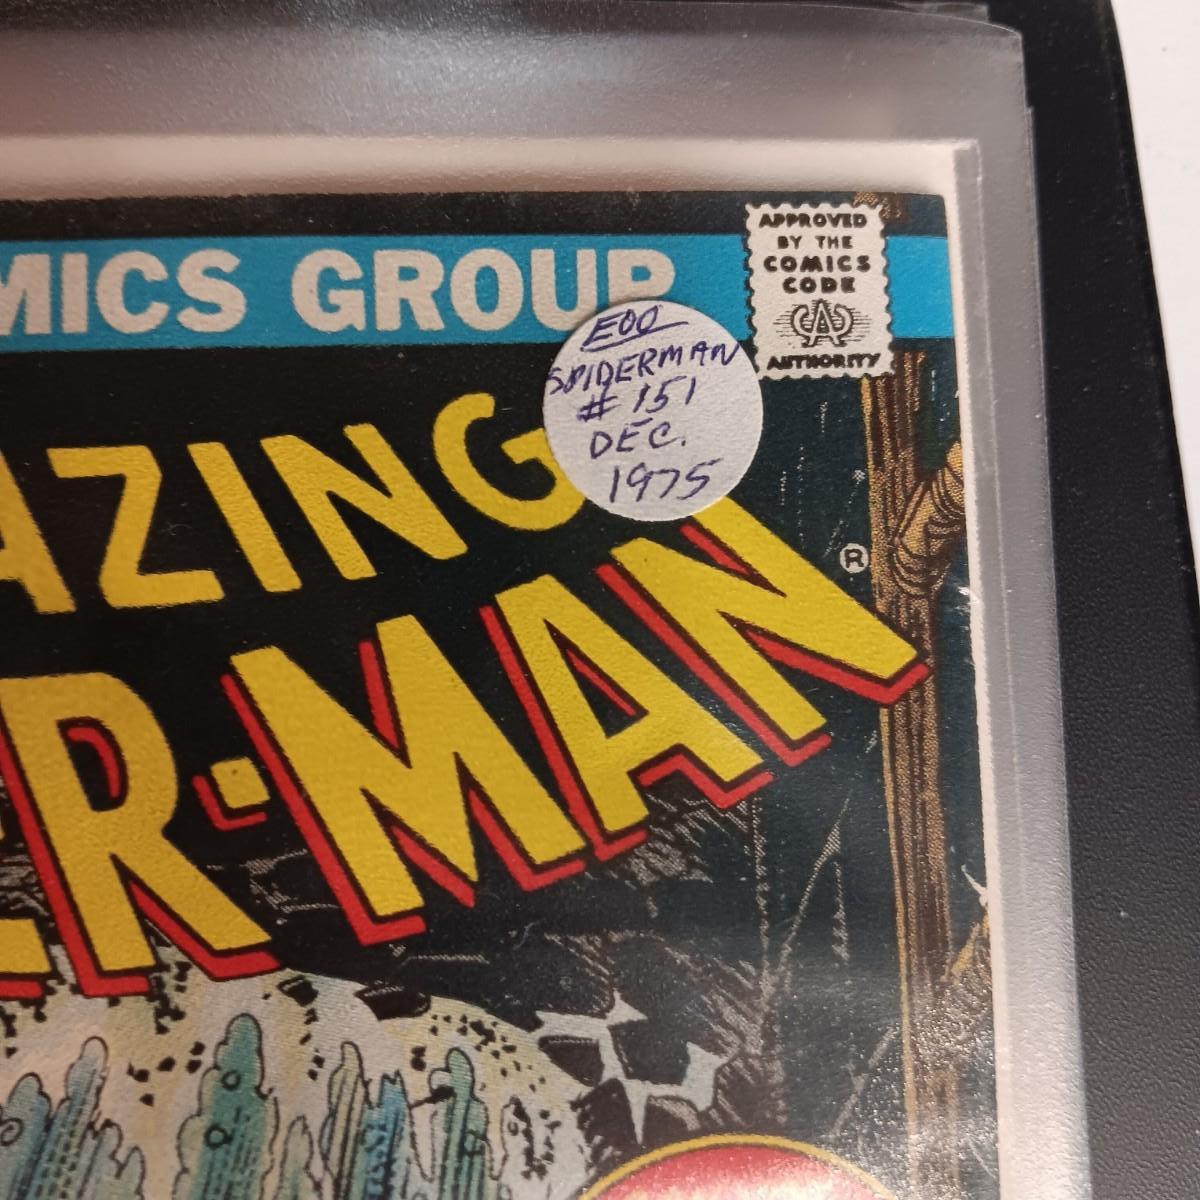 MICS GROUP
APPROVED
BY THE
COMICS
CODE
AUTHORITY
E00
SPIDERMAN
#151
DEC.
1975
AZING
ER·MAN
®